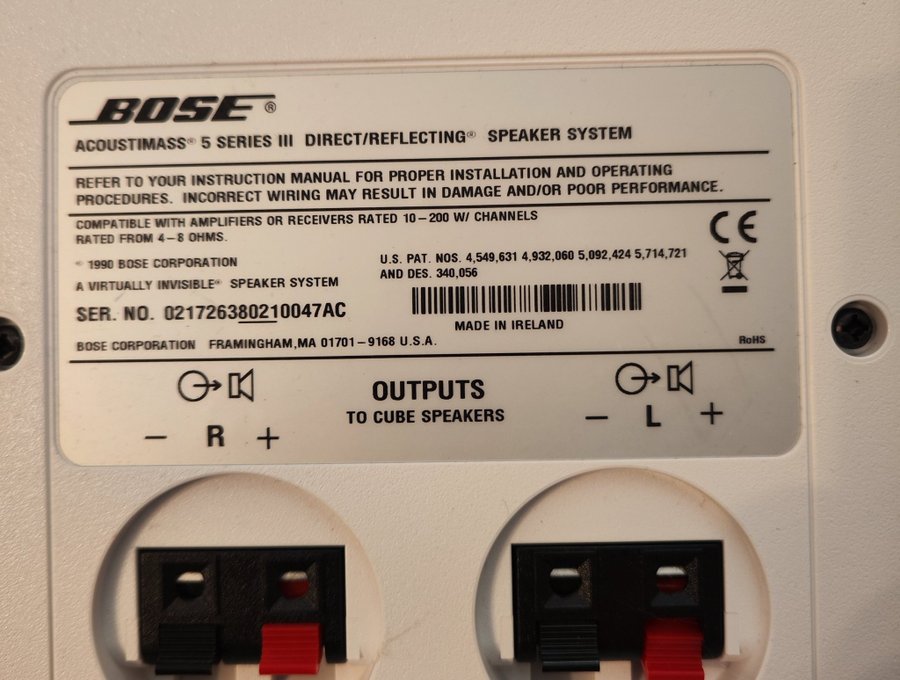 BOSE®
ACOUSTIMASS® 5 SERIES III DIRECT/REFLECTING® SPEAKER SYSTEM
REFER TO YOUR INSTRUCTION MANUAL FOR PROPER INSTALLATION AND OPERATING
PROCEDURES. INCORRECT WIRING MAY RESULT IN DAMAGE AND/OR POOR PERFORMANCE.
COMPATIBLE WITH AMPLIFIERS OR RECEIVERS RATED 10-200 W/ CHANNELS
RATED FROM 4-8 OHMS.
CE
© 1990 BOSE CORPORATION
U.S. PAT. NOS. 4,549,631 4,932,060 5,092,424 5,714,721
AND DES. 340,056
A VIRTUALLY INVISIBLE® SPEAKER SYSTEM
SER. NO. 021726380210047AC
MADE IN IRELAND
BOSE CORPORATION FRAMINGHAM,MA 01701-9168 U.S.A.
RoHS
OUTPUTS
TO CUBE SPEAKERS
− R +
− L +